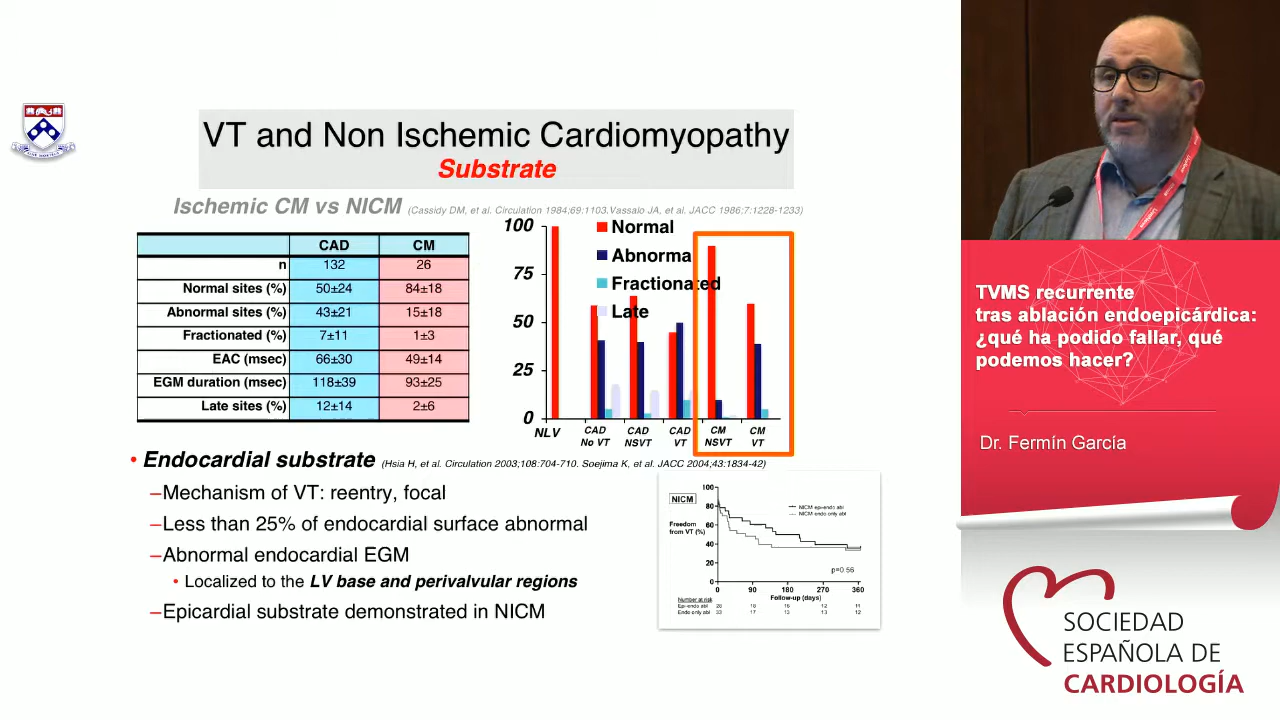 VT and Non Ischemic Cardiomyopathy
Substrate
Ischemic CM vs NICM (Cassidy DM, et al. Circulation 1984;69:1103.Vassalo JA, et al. JACC 1986;7:1228-1233)
CAD CM
n 132 26
Normal sites (%) 50±24 84±18
Abnormal sites (%) 43±21 15±18
Fractionated (%) 7±11 1±3
EAC (msec) 66±30 49±14
EGM duration (msec) 118±39 93±25
Late sites (%) 12±14 2±6
100
75
50
25
0
Normal
Abnorma
Fractionated
Late
NLV
CAD No VT
CAD NSVT
CAD VT
CM NSVT
CM VT
• Endocardial substrate (Hsia H, et al. Circulation 2003;108:704-710. Soejima K, et al. JACC 2004;43:1834-42)
–Mechanism of VT: reentry, focal
–Less than 25% of endocardial surface abnormal
–Abnormal endocardial EGM
• Localized to the LV base and perivalvular regions
–Epicardial substrate demonstrated in NICM
NICM
Freedom
from VT (%)
100
80
60
40
20
0
NICM epi-endo abl
NICM endo only abl
p=0.56
0 90 180 270 360
Follow-up (days)
Number at risk
Epi-endo abl 28 18 16 12 11
Endo only abl 33 17 13 13 12
TVMS recurrente
tras ablación endoepicárdica:
¿qué ha podido fallar, qué
podemos hacer?
Dr. Fermín García
SOCIEDAD
ESPAÑOLA DE
CARDIOLOGÍA